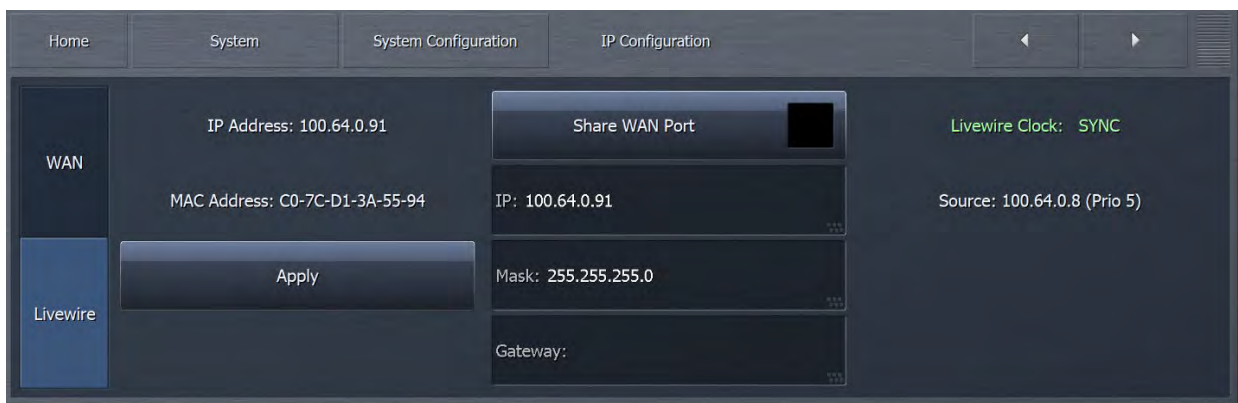 Home System System Configuration IP Configuration
WAN
Livewire
IP Address: 100.64.0.91
MAC Address: C0-7C-D1-3A-55-94
Apply
Share WAN Port
IP: 100.64.0.91
Mask: 255.255.255.0
Gateway:
Livewire Clock: SYNC
Source: 100.64.0.8 (Prio 5)